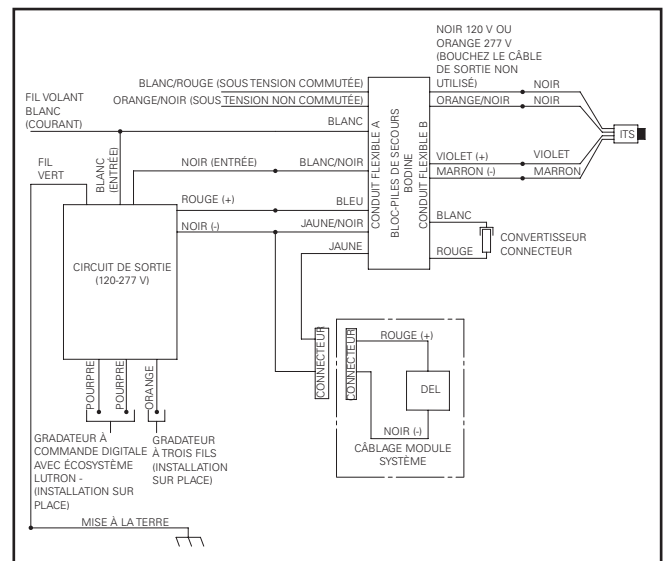 NOIR 120 V OU
ORANGE 277 V
(BOUCHEZ LE CÂBLE
DE SORTIE NON
UTILISÉ)
BLANC/ROUGE (SOUS TENSION COMMUTÉE)
NOIR
FIL VOLANT
BLANC
(COURANT)
ORANGE/NOIR (SOUS TENSION NON COMMUTÉE)
ORANGE/NOIR
NOIR
BLANC
ITS
FIL
VERT
BLANC
(ENTRÉE)
NOIR (ENTRÉE)
BLANC/NOIR
CONDUIT FLEXIBLE A
BLOC-PILES DE SECOURS
BODINE
CONDUIT FLEXIBLE B
VIOLET (+)
VIOLET
MARRON (-)
MARRON
ROUGE (+)
BLEU
NOIR (-)
JAUNE/NOIR
BLANC
JAUNE
ROUGE
CONVERTISSEUR
CONNECTEUR
CIRCUIT DE SORTIE
(120-277 V)
CONNECTEUR
CONNECTEUR
ROUGE (+)
DEL
NOIR (-)
CÂBLAGE MODULE
SYSTÈME
POURPRE
POURPRE
ORANGE
GRADATEUR À
COMMANDE DIGITALE
AVEC ÉCOSYSTÈME
LUTRON -
(INSTALLATION SUR
PLACE)
GRADATEUR
À TROIS FILS
(INSTALLATION
SUR PLACE)
MISE À LA TERRE